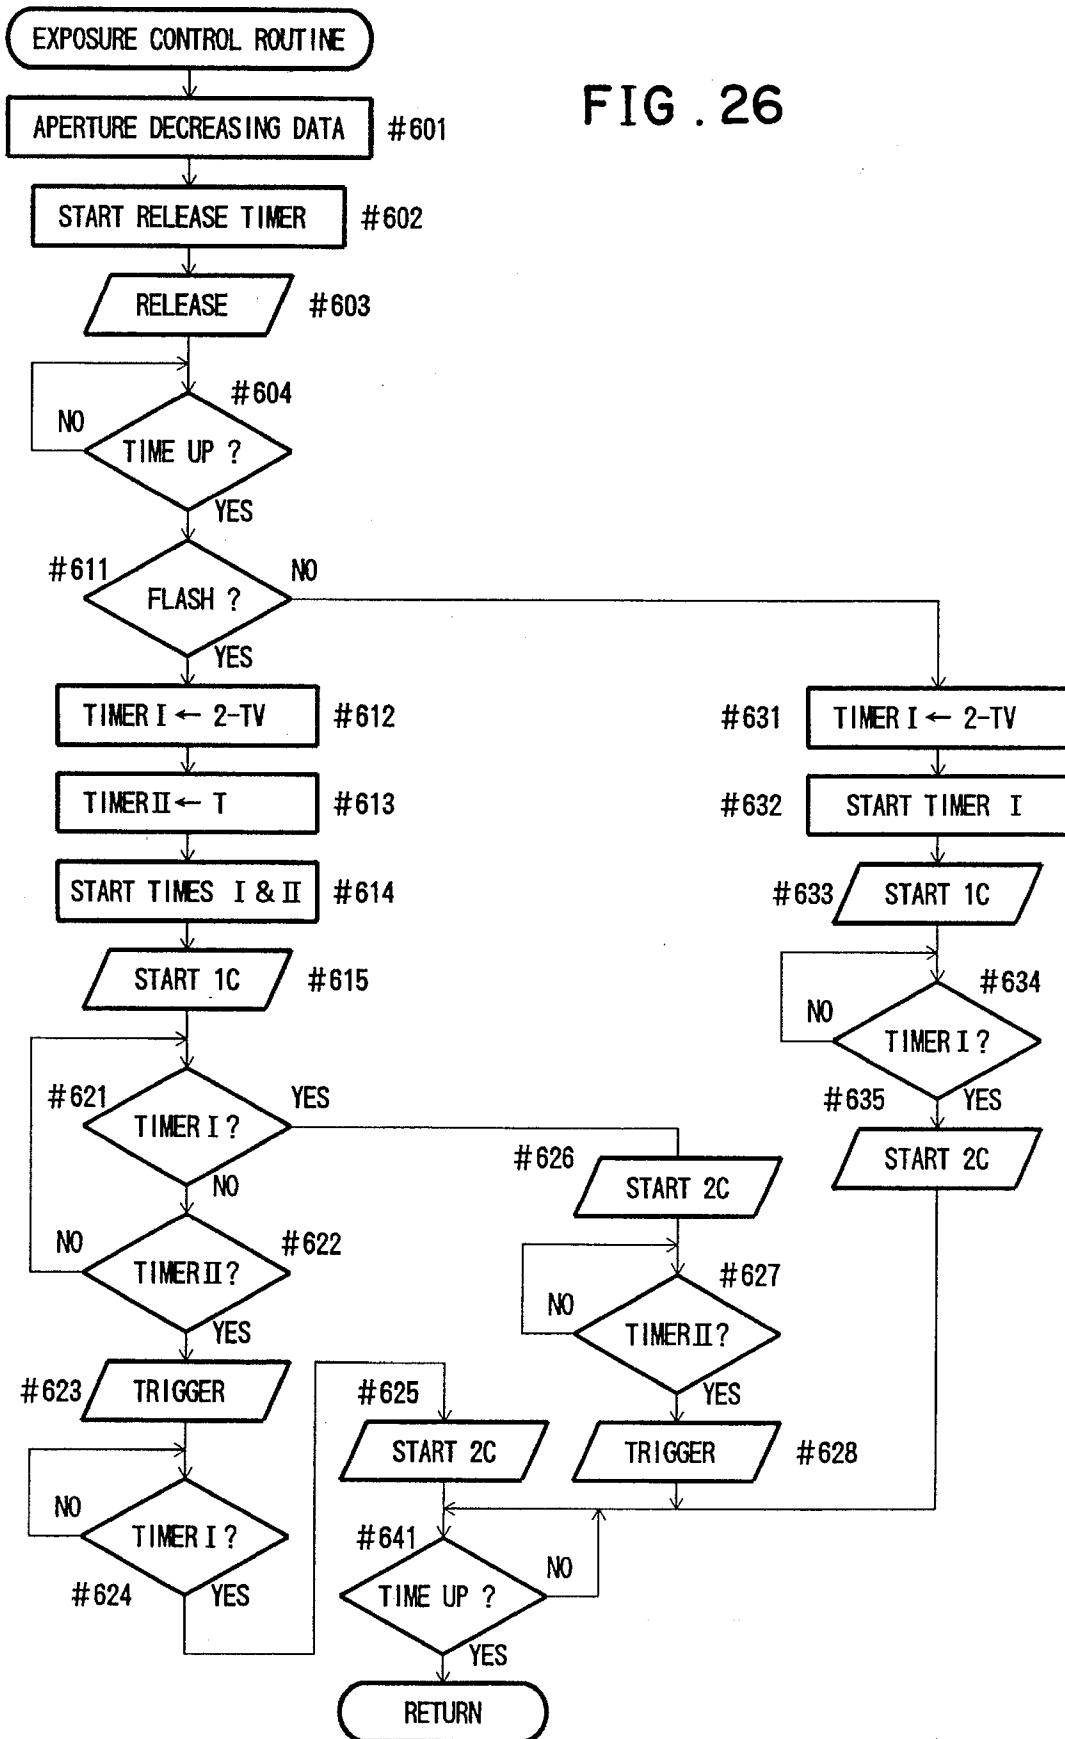 EXPOSURE CONTROL ROUTINE
FIG. 26
APERTURE DECREASING DATA #601
START RELEASE TIMER #602
RELEASE #603
#604
NO
TIME UP ?
YES
#611
NO
FLASH ?
YES
TIMER I ← 2-TV #612
TIMER II ← T #613
START TIMES I & II #614
START 1C #615
#621
YES
TIMER I ?
NO
NO
#622
TIMER II ?
YES
#623 TRIGGER
NO
TIMER I ?
#624
YES
#625
START 2C
#626
START 2C
#627
NO
TIMER II ?
YES
TRIGGER #628
#631 TIMER I ← 2-TV
#632 START TIMER I
#633 START 1C
#634
NO
TIMER I ?
#635
YES
START 2C
#641
NO
TIME UP ?
YES
RETURN